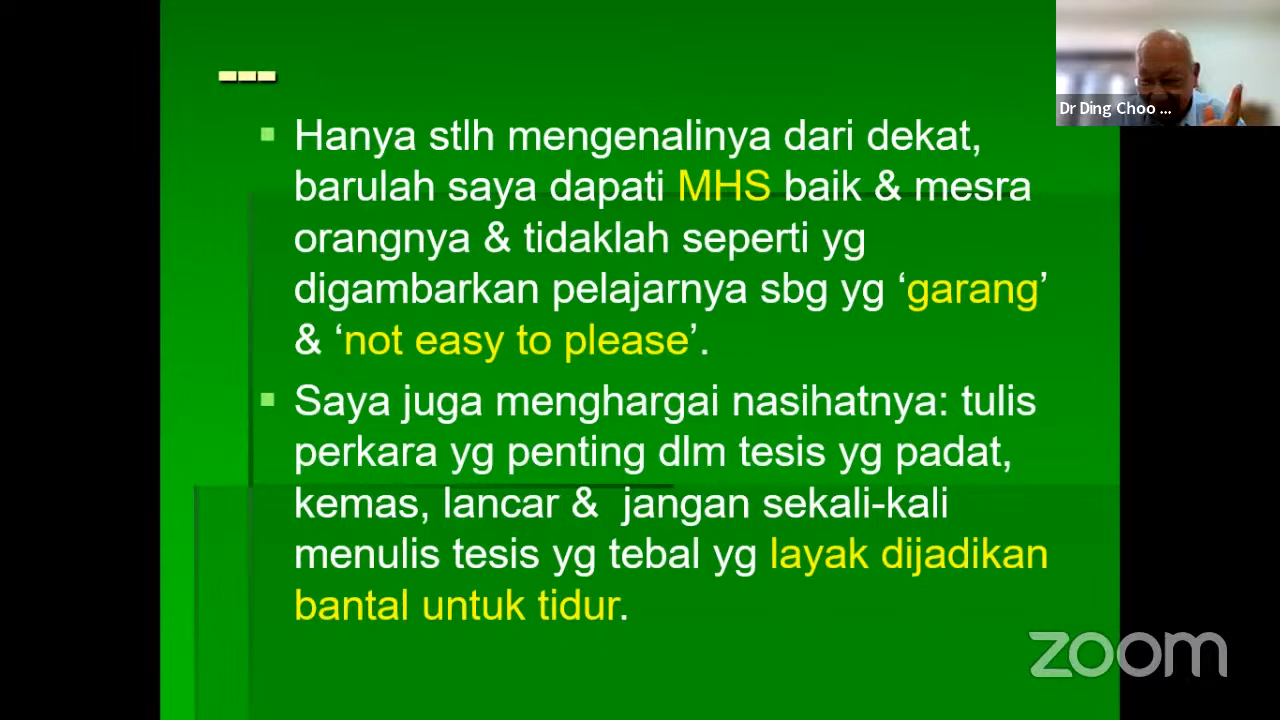 ---
Hanya stlh mengenalinya dari dekat,
barulah saya dapati MHS baik & mesra
orangnya & tidaklah seperti yg
digambarkan pelajarnya sbg yg ‘garang’
& ‘not easy to please’.
Saya juga menghargai nasihatnya: tulis
perkara yg penting dlm tesis yg padat,
kemas, lancar & jangan sekali-kali
menulis tesis yg tebal yg layak dijadikan
bantal untuk tidur.
Dr Ding Choo ...
zoom